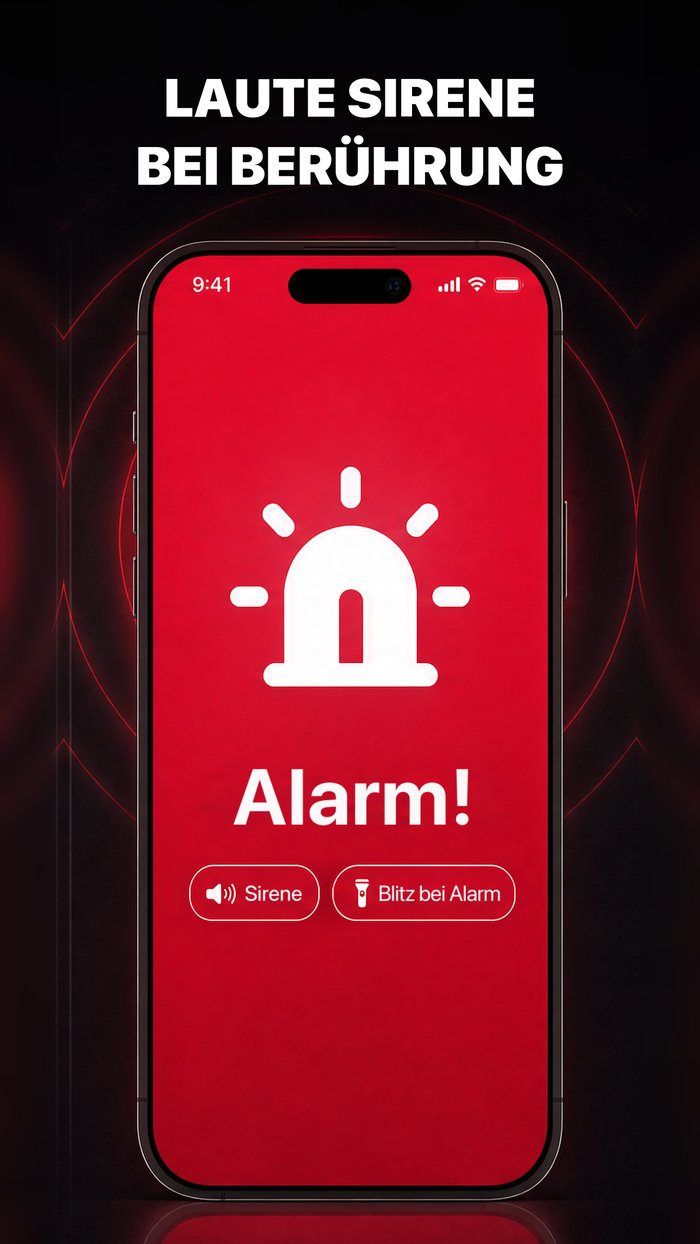 LAUTE SIRENE
BEI BERÜHRUNG
9:41
Alarm!
Sirene
Blitz bei Alarm